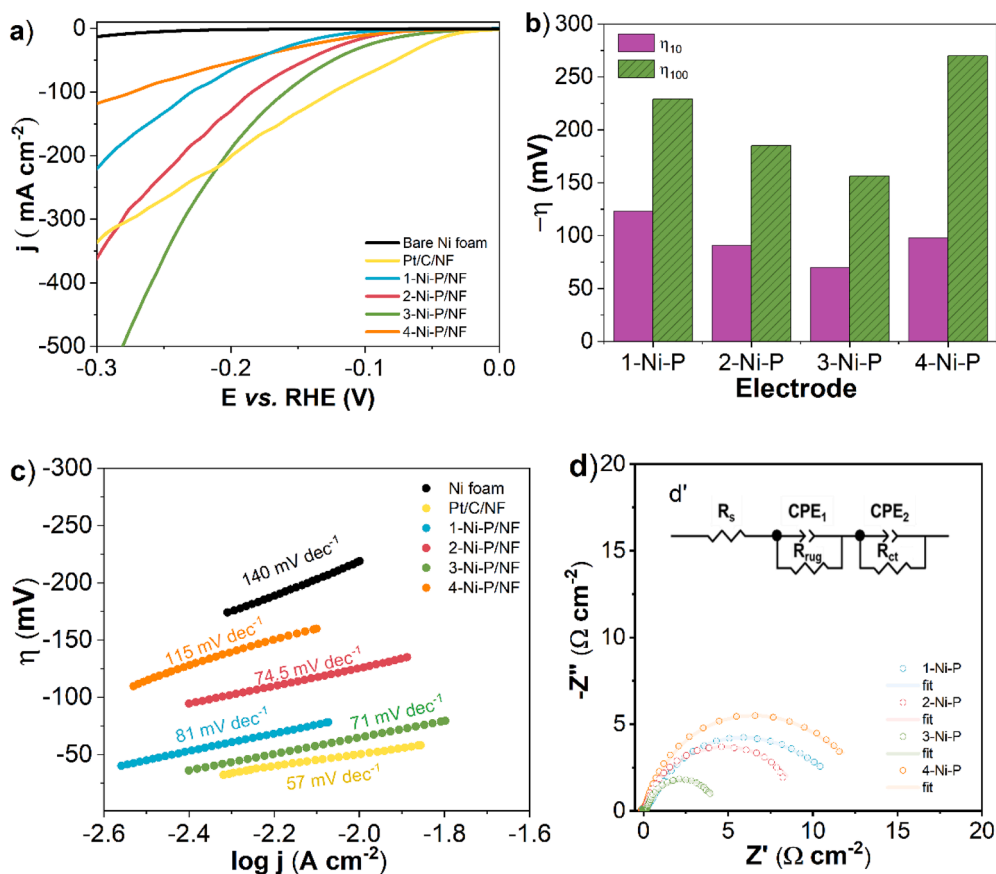 a)
0
-100
-200
-300
-400
-500
j ( mA cm-2)
Bare Ni foam
Pt/C/NF
1-Ni-P/NF
2-Ni-P/NF
3-Ni-P/NF
4-Ni-P/NF
-0.3 -0.2 -0.1 0.0
E vs. RHE (V)
b)
300
250
200
150
100
50
0
−η (mV)
η10
η100
1-Ni-P 2-Ni-P 3-Ni-P 4-Ni-P
Electrode
c)
-300
-250
-200
-150
-100
-50
η (mV)
Ni foam
Pt/C/NF
1-Ni-P/NF
2-Ni-P/NF
3-Ni-P/NF
4-Ni-P/NF
140 mV dec-1
115 mV dec-1
74.5 mV dec-1
81 mV dec-1
71 mV dec-1
57 mV dec-1
-2.6 -2.4 -2.2 -2.0 -1.8 -1.6
log j (A cm-2)
d)
20
15
10
5
0
-Z'' (Ω cm-2)
d'
Rs
CPE1
CPE2
Rrug
Rct
1-Ni-P
fit
2-Ni-P
fit
3-Ni-P
fit
4-Ni-P
fit
0 5 10 15 20
Z' (Ω cm-2)